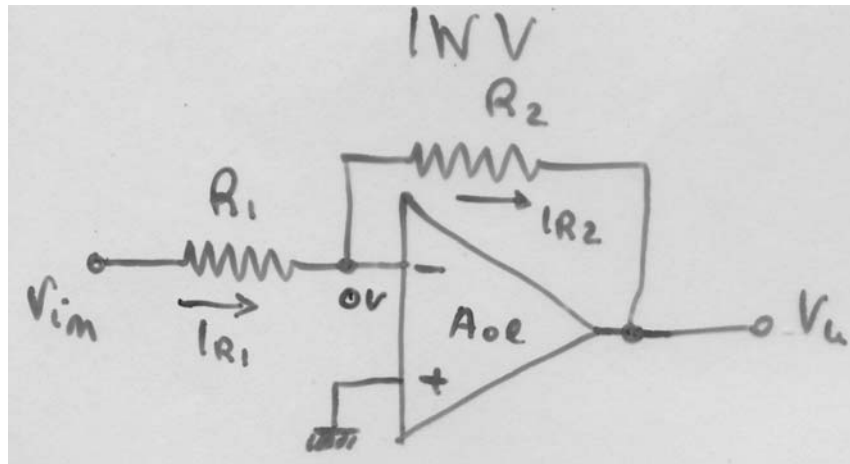 INV
R2
R1
IR2
Vin
IR1
0V
-
Aol
+
Vu